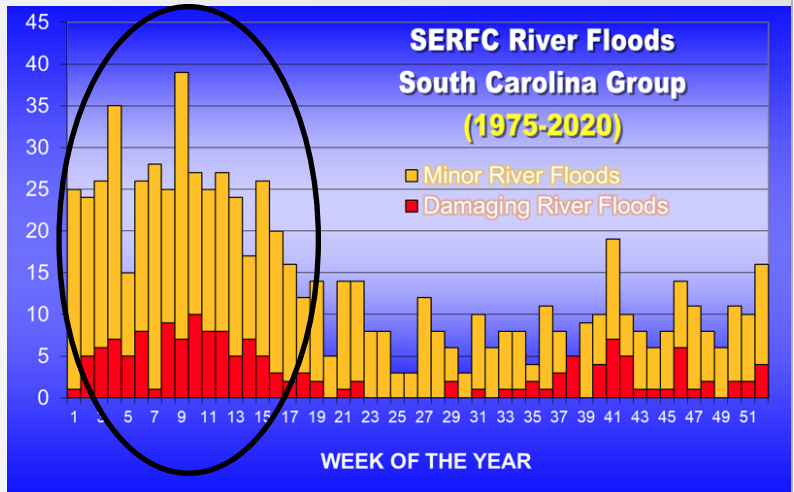 SERFC River Floods
South Carolina Group
(1975-2020)
Minor River Floods
Damaging River Floods
45
40
35
30
25
20
15
10
5
0
1 3 5 7 9 11 13 15 17 19 21 23 25 27 29 31 33 35 37 39 41 43 45 47 49 51
WEEK OF THE YEAR